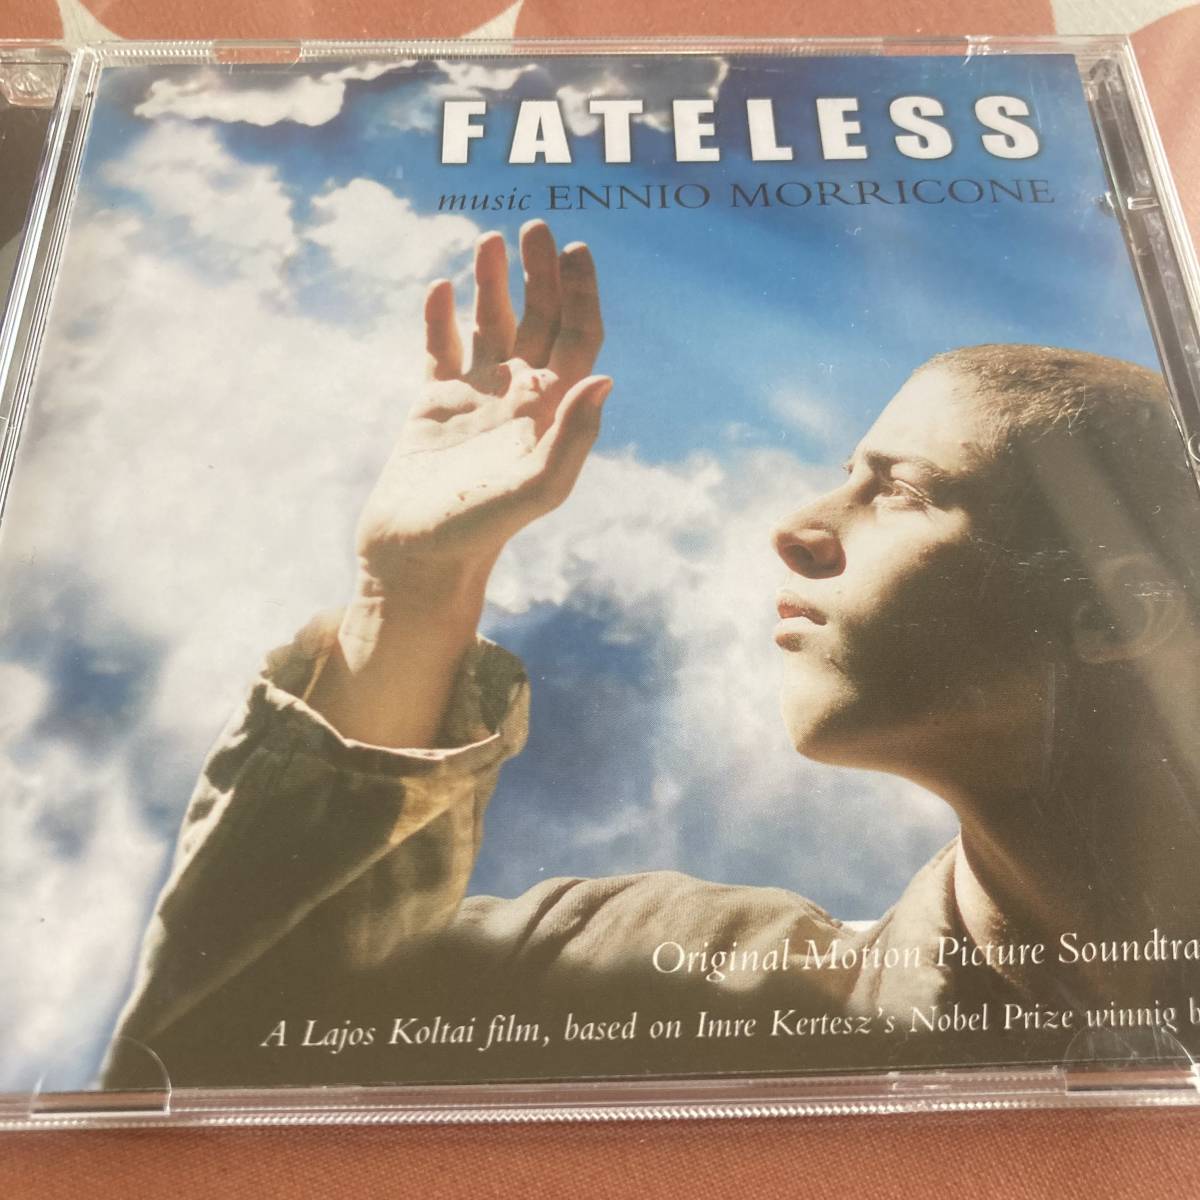 FATELESS
music ENNIO MORRICONE
Original Motion Picture Soundtra
A Lajos Koltai film, based on Imre Kertesz's Nobel Prize winnig b